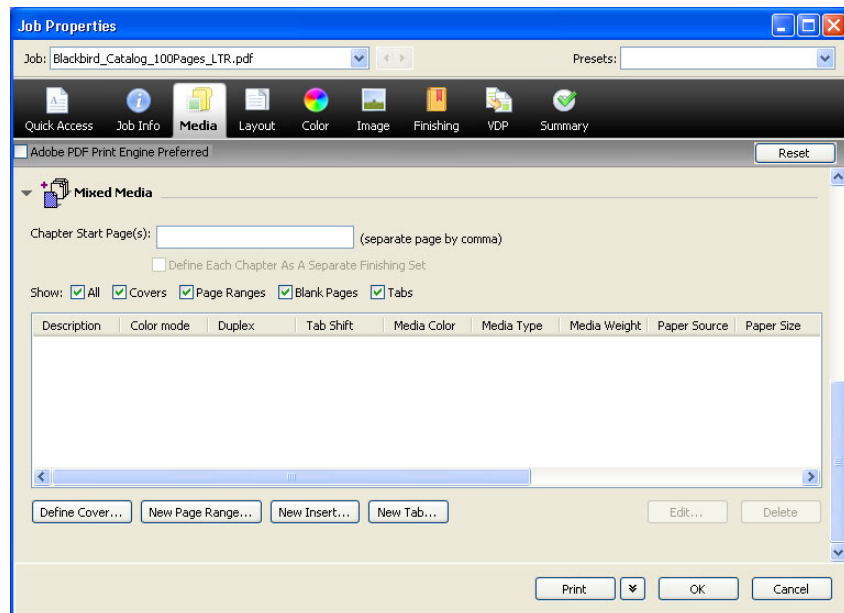 Job Properties
Job: Blackbird_Catalog_100Pages_LTR.pdf Presets:
Quick Access Job Info Media Layout Color Image Finishing VDP Summary
Adobe PDF Print Engine Preferred Reset
Mixed Media
Chapter Start Page(s): (separate page by comma)
Define Each Chapter As A Separate Finishing Set
Show: All Covers Page Ranges Blank Pages Tabs
Description Color mode Duplex Tab Shift Media Color Media Type Media Weight Paper Source Paper Size
Define Cover... New Page Range... New Insert... New Tab... Edit... Delete
Print OK Cancel